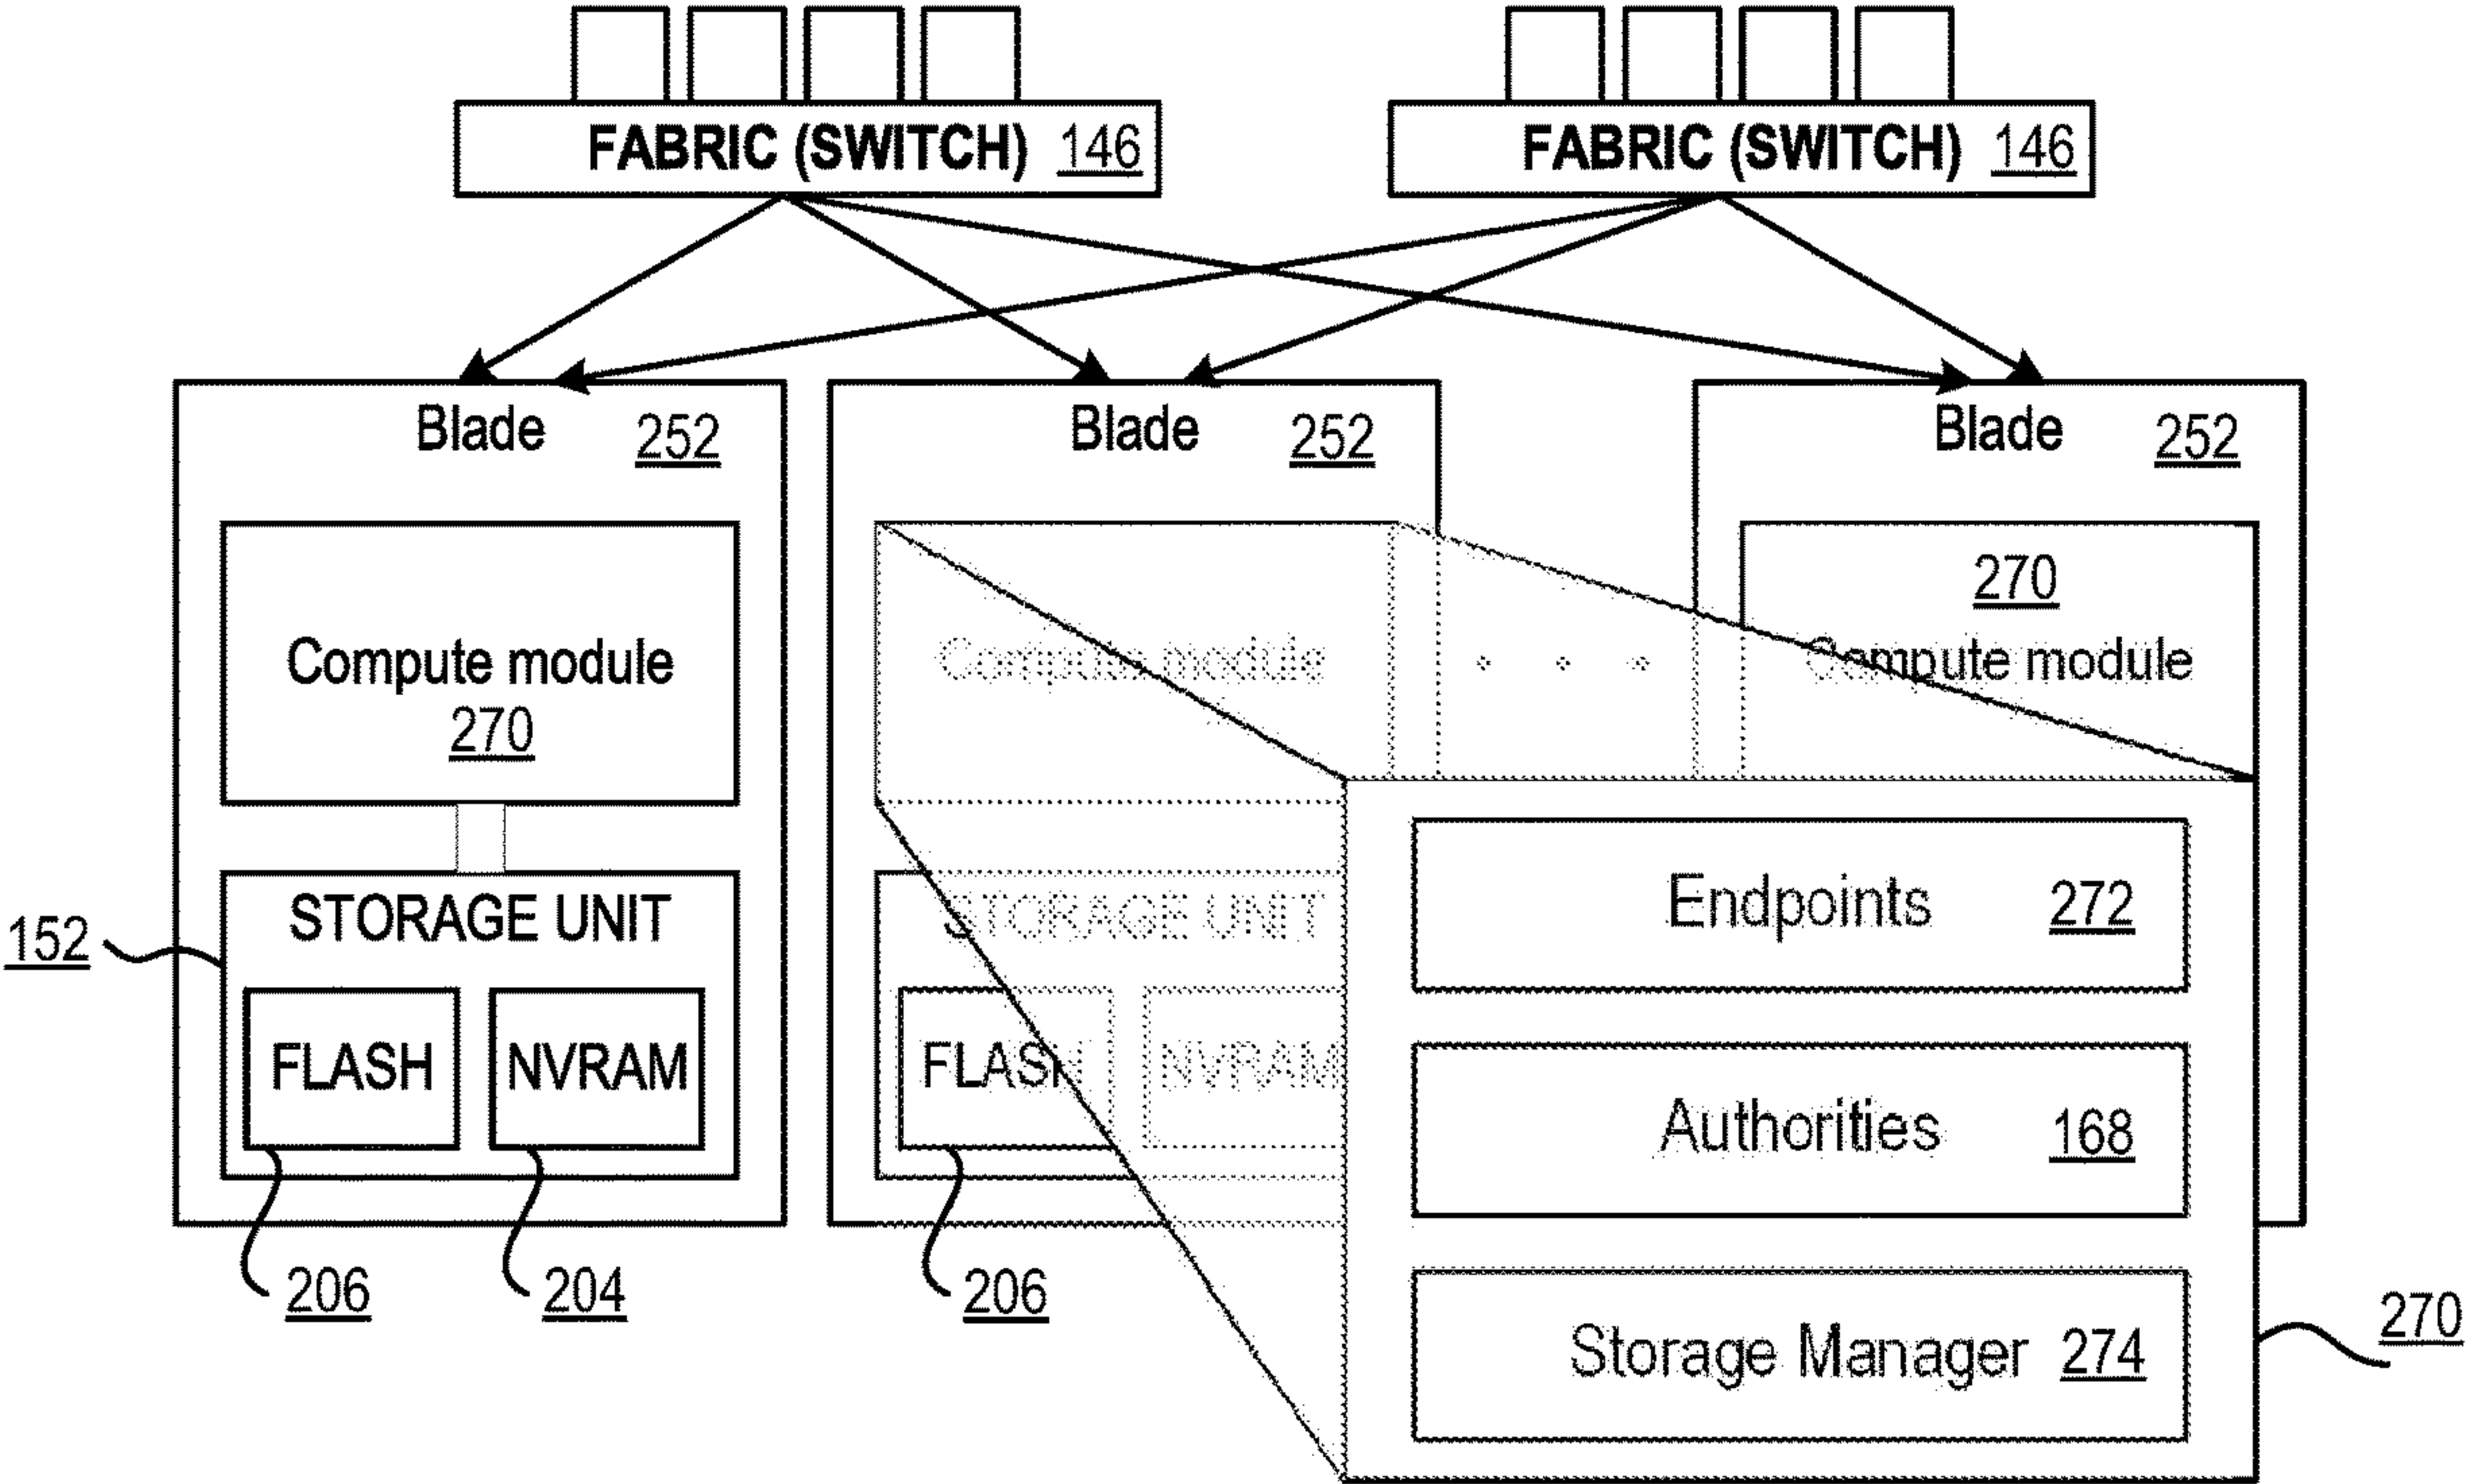 FABRIC (SWITCH) 146
FABRIC (SWITCH) 146
Blade 252
Blade 252
Blade 252
Compute module
270
Compute module
270
Compute module
152
STORAGE UNIT
FLASH
NVRAM
206
204
STORAGE UNIT
FLASH
NVRAM
206
Endpoints 272
Authorities 168
Storage Manager 274
270